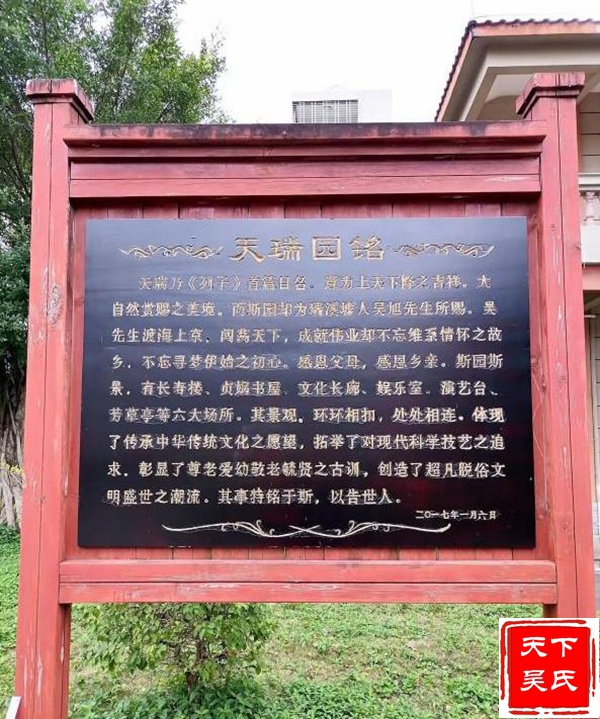 天瑞园铭
天瑞乃《列子》首篇目名。意为上天下降之吉祥。大
自然赏赐之美境。而斯园却为瑞溪墟人吴旭先生所赐。吴
先生渡海上京、闯荡天下，成就伟业却不忘维系情怀之故
乡，不忘寻梦伊始之初心。感恩父母，感恩乡亲。斯园斯
景，有长寿楼、贞娴书屋、文化长廊、娱乐室、演艺台、
芳草亭等六大场所。其景观，环环相扣，处处相连。体现
了传承中华传统文化之愿望，拓举了对现代科学技艺之追
求，彰显了尊老爱幼敬老毓贤之古训，创造了超凡脱俗文
明盛世之潮流。其事特铭于斯，以告世人。
二〇一七年一月六日
天下
吴氏